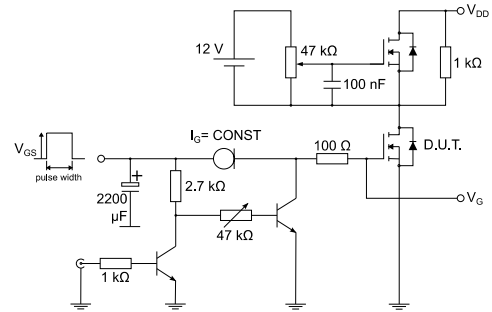 V_DD
12 V
47 kΩ
100 nF
1 kΩ
I_G= CONST
100 Ω
D.U.T.
V_GS
pulse width
+
2200
μF
2.7 kΩ
47 kΩ
V_G
1 kΩ